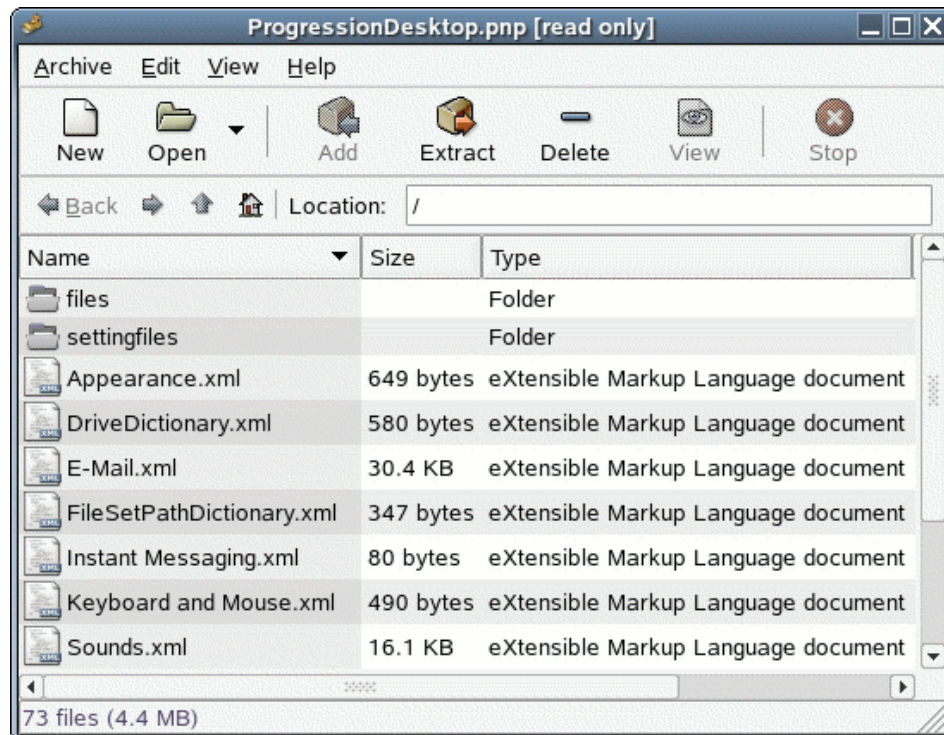 ProgressionDesktop.pnp [read only]
Archive Edit View Help
New Open Add Extract Delete View Stop
Back Location: /
Name Size Type
files Folder
settingfiles Folder
Appearance.xml 649 bytes eXtensible Markup Language document
DriveDictionary.xml 580 bytes eXtensible Markup Language document
E-Mail.xml 30.4 KB eXtensible Markup Language document
FileSetPathDictionary.xml 347 bytes eXtensible Markup Language document
Instant Messaging.xml 80 bytes eXtensible Markup Language document
Keyboard and Mouse.xml 490 bytes eXtensible Markup Language document
Sounds.xml 16.1 KB eXtensible Markup Language document
73 files (4.4 MB)